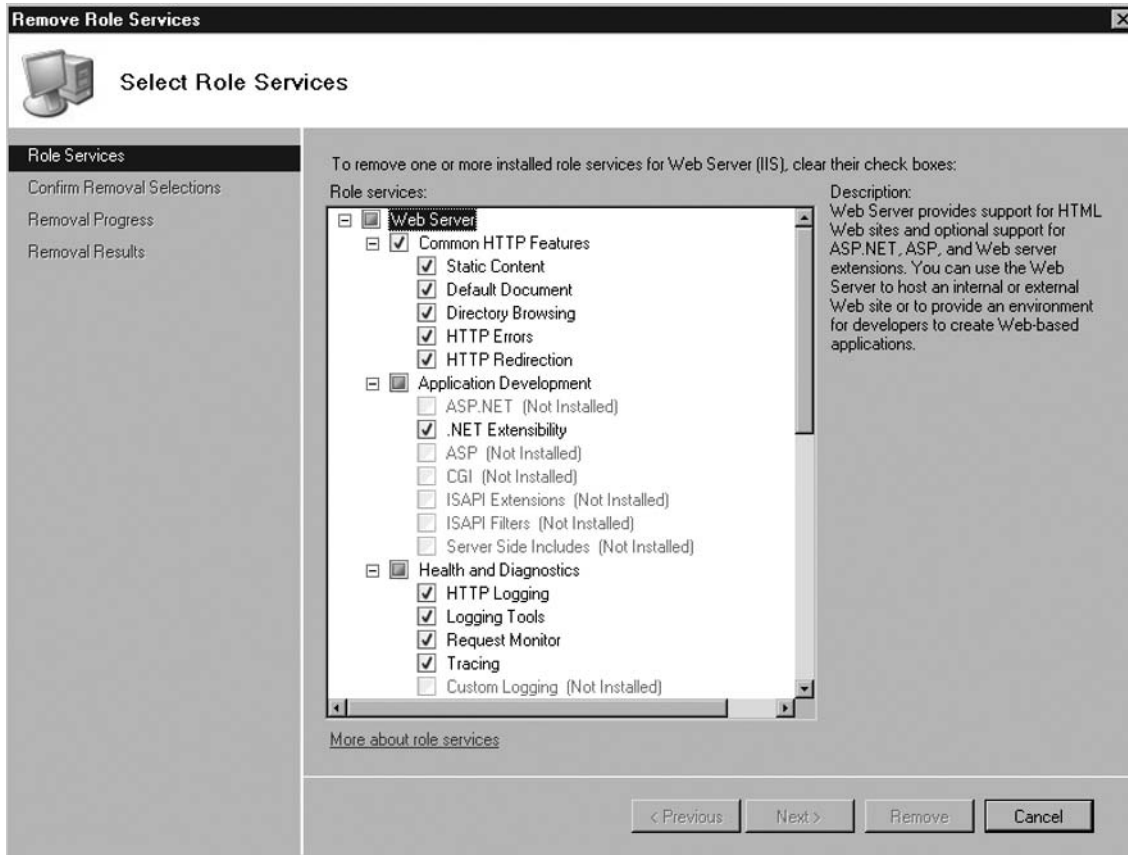 Remove Role Services
Select Role Services
Role Services
Confirm Removal Selections
Removal Progress
Removal Results
To remove one or more installed role services for Web Server (IIS), clear their check boxes:
Role services:
Web Server
Common HTTP Features
Static Content
Default Document
Directory Browsing
HTTP Errors
HTTP Redirection
Application Development
ASP.NET (Not Installed)
.NET Extensibility
ASP (Not Installed)
CGI (Not Installed)
ISAPI Extensions (Not Installed)
ISAPI Filters (Not Installed)
Server Side Includes (Not Installed)
Health and Diagnostics
HTTP Logging
Logging Tools
Request Monitor
Tracing
Custom Logging (Not Installed)
More about role services
Description:
Web Server provides support for HTML
Web sites and optional support for
ASP.NET, ASP, and Web server
extensions. You can use the Web
Server to host an internal or external
Web site or to provide an environment
for developers to create Web-based
applications.
< Previous
Next >
Remove
Cancel